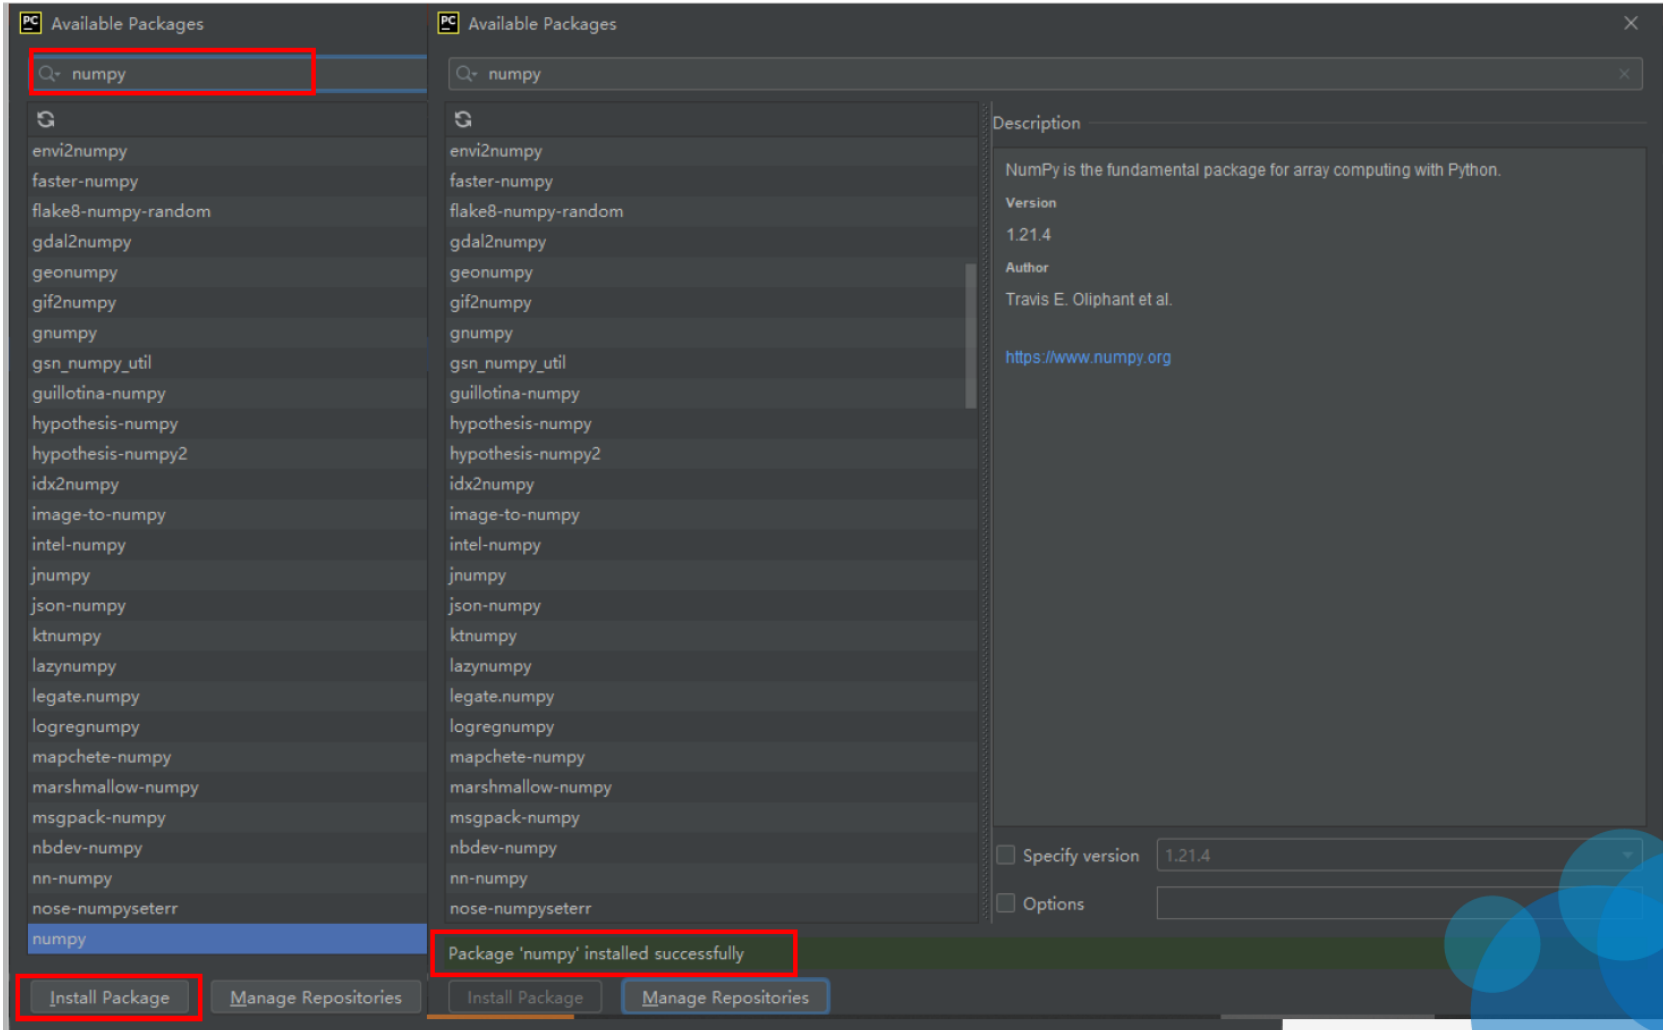 PC Available Packages
numpy
envi2numpy
faster-numpy
flake8-numpy-random
gdal2numpy
geonumpy
gif2numpy
gnumpy
gsn_numpy_util
guillotina-numpy
hypothesis-numpy
hypothesis-numpy2
idx2numpy
image-to-numpy
intel-numpy
jnumpy
json-numpy
ktnumpy
lazynumpy
legate.numpy
logregnumpy
mapchete-numpy
marshmallow-numpy
msgpack-numpy
nbdev-numpy
nn-numpy
nose-numpyseterr
numpy
Install Package
Manage Repositories
PC Available Packages
numpy
envi2numpy
faster-numpy
flake8-numpy-random
gdal2numpy
geonumpy
gif2numpy
gnumpy
gsn_numpy_util
guillotina-numpy
hypothesis-numpy
hypothesis-numpy2
idx2numpy
image-to-numpy
intel-numpy
jnumpy
json-numpy
ktnumpy
lazynumpy
legate.numpy
logregnumpy
mapchete-numpy
marshmallow-numpy
msgpack-numpy
nbdev-numpy
nn-numpy
nose-numpyseterr
Description
NumPy is the fundamental package for array computing with Python.
Version
1.21.4
Author
Travis E. Oliphant et al.
https://www.numpy.org
Specify version 1.21.4
Options
Package 'numpy' installed successfully
Install Package
Manage Repositories